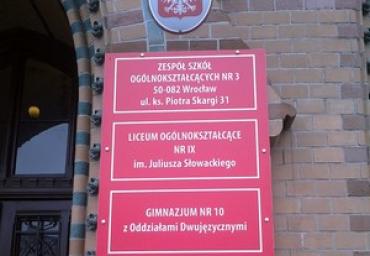 ZESPÓŁ SZKÓŁ
OGÓLNOKSZTAŁCĄCYCH NR 3
50-082 Wrocław
ul. ks. Piotra Skargi 31
LICEUM OGÓLNOKSZTAŁCĄCE
NR IX
im. Juliusza Słowackiego
GIMNAZJUM NR 10
z Oddziałami Dwujęzycznymi